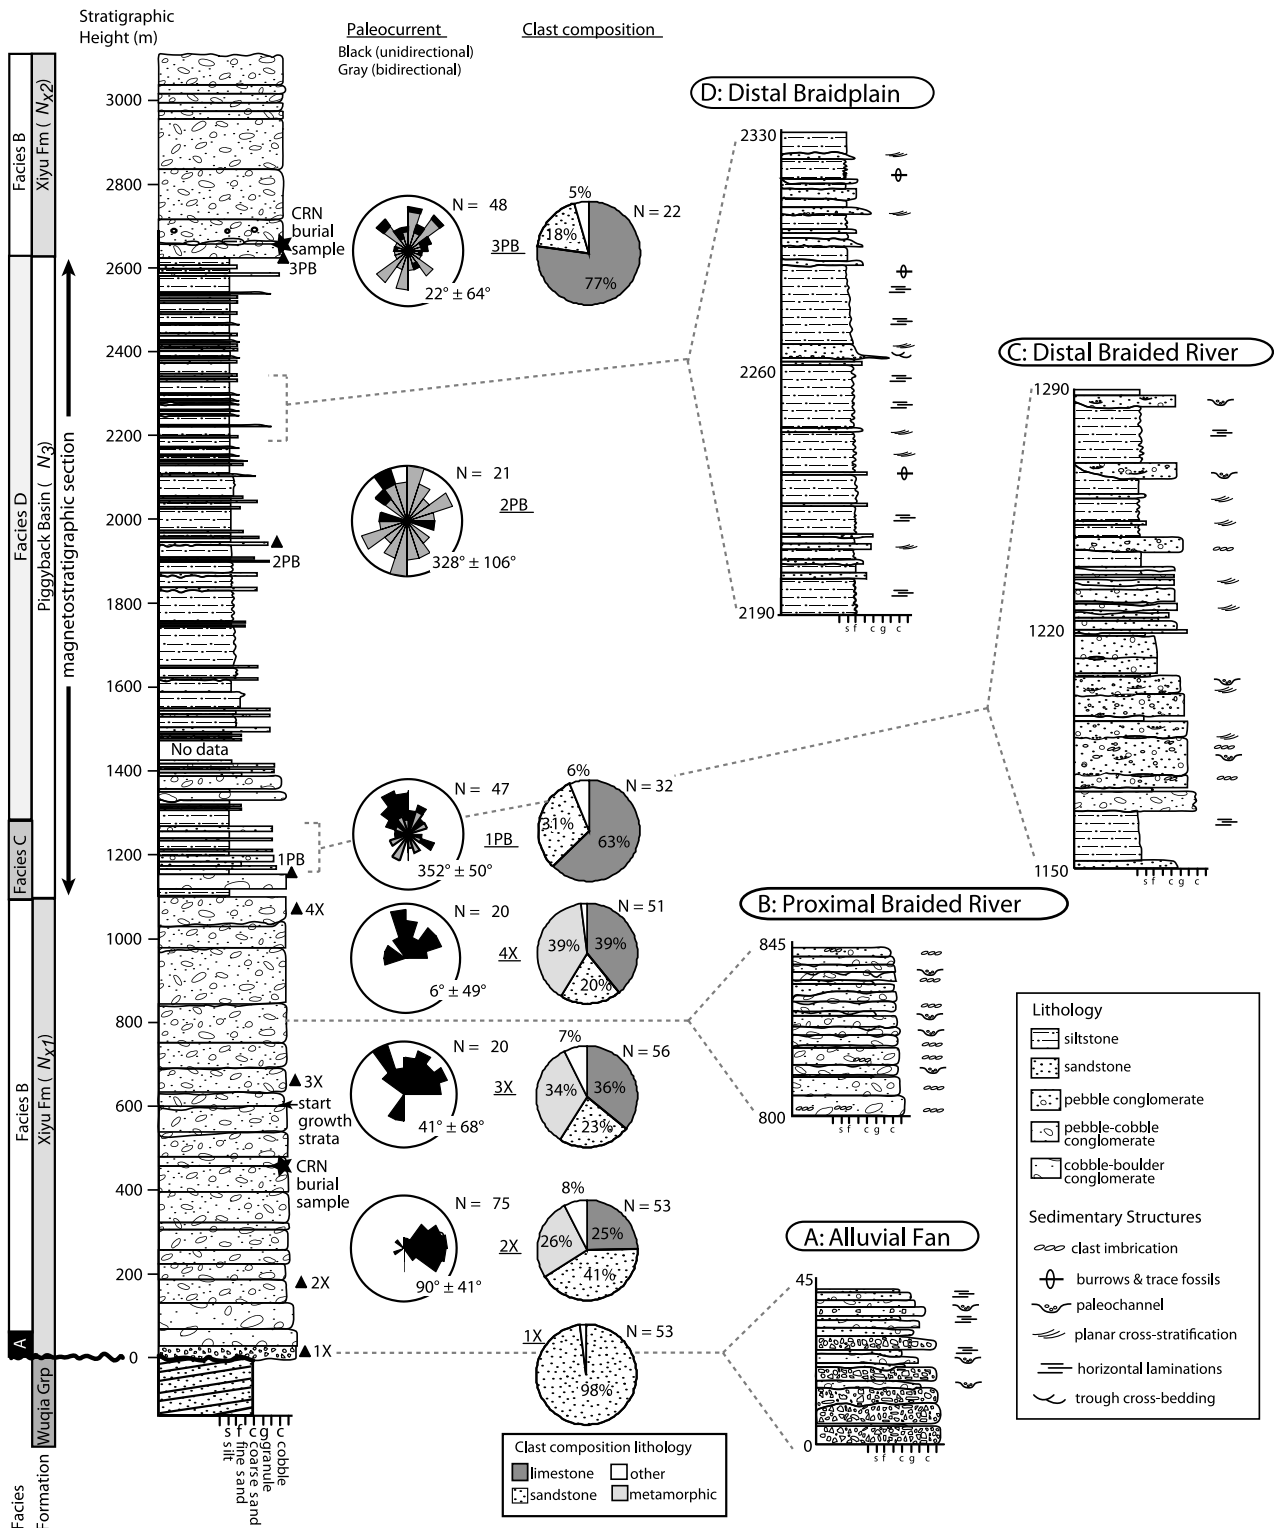 Stratigraphic
Height (m)
Paleocurrent
Black (unidirectional)
Gray (bidirectional)
Clast composition
Facies B
Xiyu Fm ( Nx2)
Facies D
Piggyback Basin ( N3)
magnetostratigraphic section
Facies C
Facies B
Xiyu Fm ( Nx1)
A
Wuqia Grp
Facies
Formation
3000
2800
2600
2400
2200
2000
1800
1600
1400
1200
1000
800
600
400
200
0
CRN
burial
sample
3PB
2PB
No data
1PB
4X
3X
start
growth
strata
CRN
burial
sample
2X
1X
s silt
f fine sand
c coarse sand
g granule
c cobble
N = 48
22° ± 64°
3PB
5%
18%
77%
N = 22
N = 21
2PB
328° ± 106°
N = 47
1PB
352° ± 50°
6%
31%
63%
N = 32
N = 20
4X
6° ± 49°
39%
39%
20%
N = 51
N = 20
3X
41° ± 68°
7%
34%
36%
23%
N = 56
N = 75
2X
90° ± 41°
8%
26%
25%
41%
N = 53
1X
98%
N = 53
Clast composition lithology
limestone
other
sandstone
metamorphic
D: Distal Braidplain
2330
2260
2190
s f c g c
C: Distal Braided River
1290
1220
1150
s f c g c
B: Proximal Braided River
845
800
s f c g c
A: Alluvial Fan
45
0
s f c g c
Lithology
siltstone
sandstone
pebble conglomerate
pebble-cobble
conglomerate
cobble-boulder
conglomerate
Sedimentary Structures
clast imbrication
burrows & trace fossils
paleochannel
planar cross-stratification
horizontal laminations
trough cross-bedding